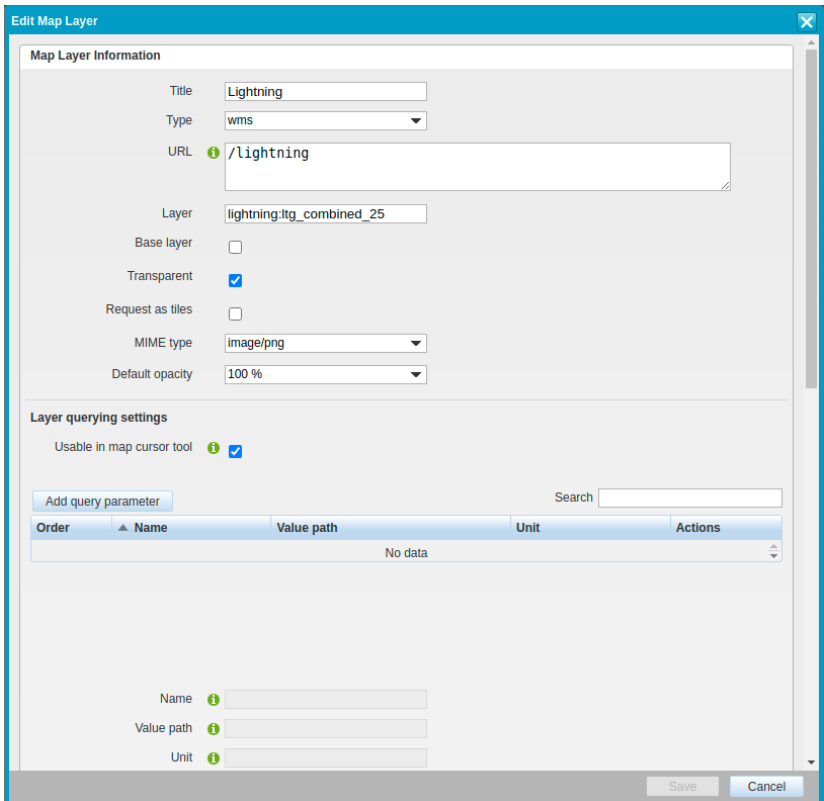 Edit Map Layer
Map Layer Information
Title Lightning
Type wms
URL /lightning
Layer lightning:ltg_combined_25
Base layer
Transparent
Request as tiles
MIME type image/png
Default opacity 100 %
Layer querying settings
Usable in map cursor tool
Add query parameter Search
Order Name Value path Unit Actions
No data
Name
Value path
Unit
Save Cancel